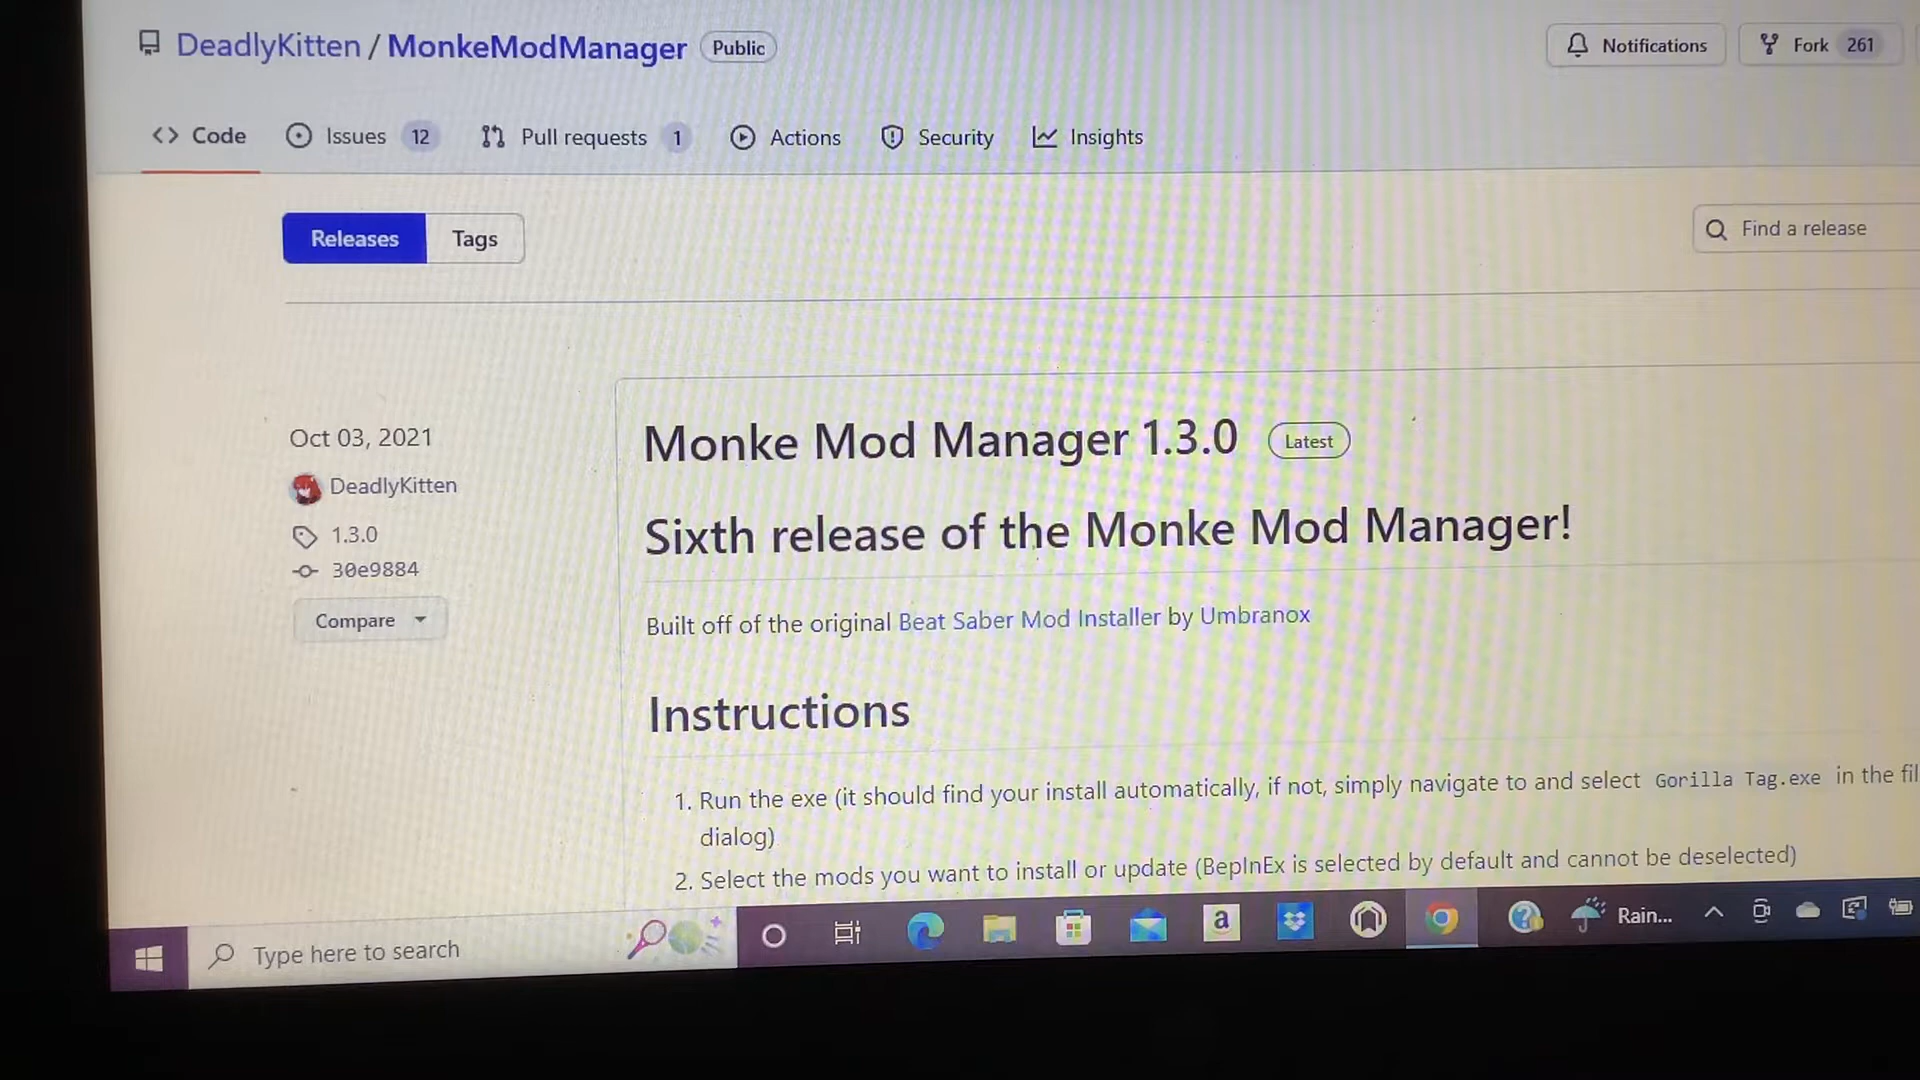 DeadlyKitten / MonkeModManager Public
Notifications
Fork 261
Code
Issues 12
Pull requests 1
Actions
Security
Insights
Releases
Tags
Find a release
Oct 03, 2021
DeadlyKitten
1.3.0
30e9884
Compare
Monke Mod Manager 1.3.0 Latest
Sixth release of the Monke Mod Manager!
Built off of the original Beat Saber Mod Installer by Umbranox
Instructions
1. Run the exe (it should find your install automatically, if not, simply navigate to and select Gorilla Tag.exe in the fil
dialog)
2. Select the mods you want to install or update (BepInEx is selected by default and cannot be deselected)
Type here to search
a
Rain...